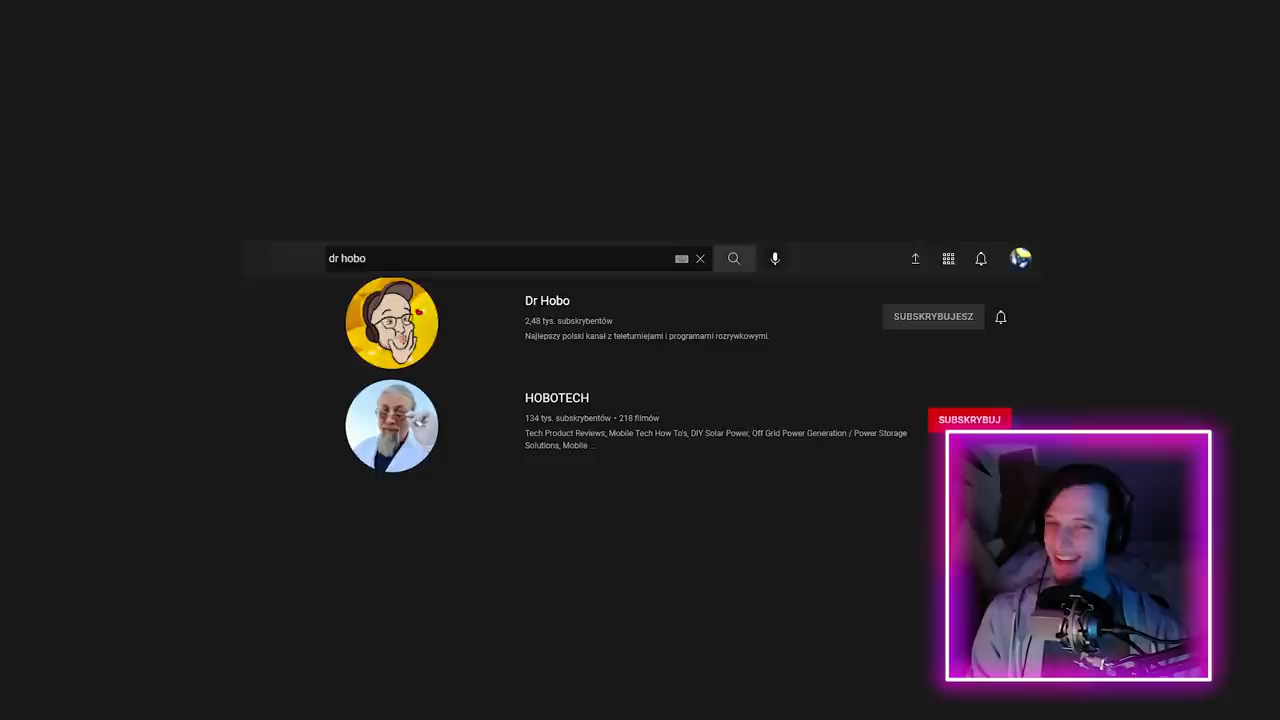 dr hobo
Dr Hobo
2,48 tys. subskrybentów
Najlepszy polski kanał z teleturniejami i programami rozrywkowymi.
SUBSKRYBUJESZ
HOBOTECH
134 tys. subskrybentów • 218 filmów
Tech Product Reviews, Mobile Tech How To's, DIY Solar Power, Off Grid Power Generation / Power Storage
Solutions, Mobile ...
SUBSKRYBUJ